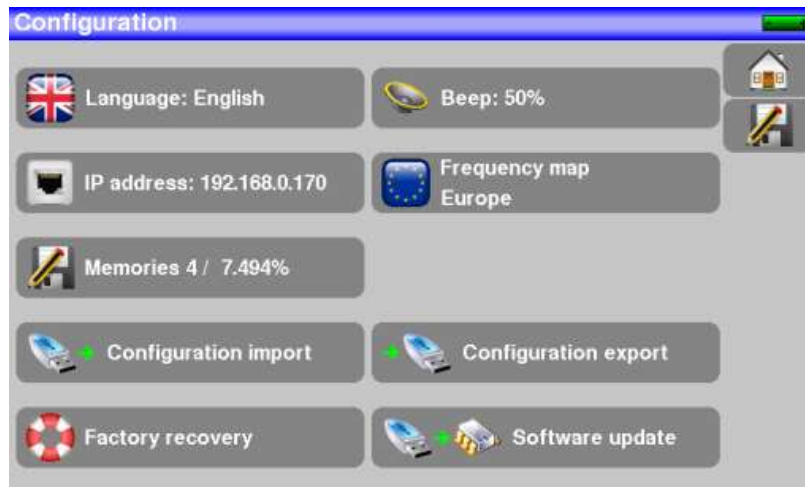 Configuration
Language: English
Beep: 50%
IP address: 192.168.0.170
Frequency map
Europe
Memories 4 / 7.494%
Configuration import
Configuration export
Factory recovery
Software update